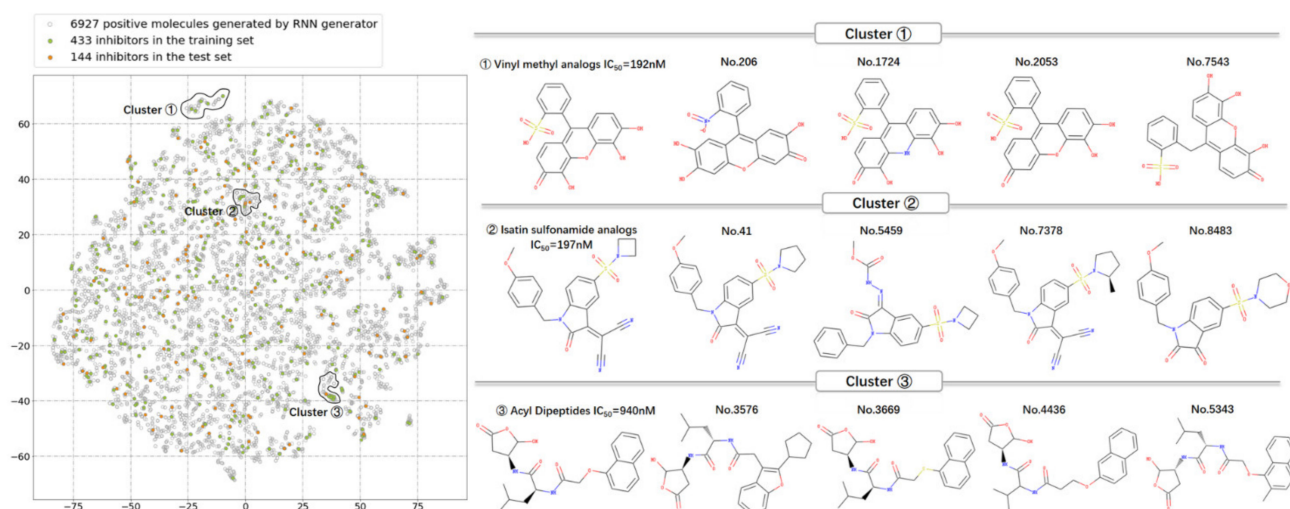 6927 positive molecules generated by RNN generator
433 inhibitors in the training set
144 inhibitors in the test set
Cluster ①
Cluster ②
Cluster ③
60
40
20
0
−20
−40
−60
−75
−50
−25
0
25
50
75
Cluster ①
① Vinyl methyl analogs IC₅₀=192nM
No.206
No.1724
No.2053
No.7543
Cluster ②
② Isatin sulfonamide analogs
IC₅₀=197nM
No.41
No.5459
No.7378
No.8483
Cluster ③
③ Acyl Dipeptides IC₅₀=940nM
No.3576
No.3669
No.4436
No.5343